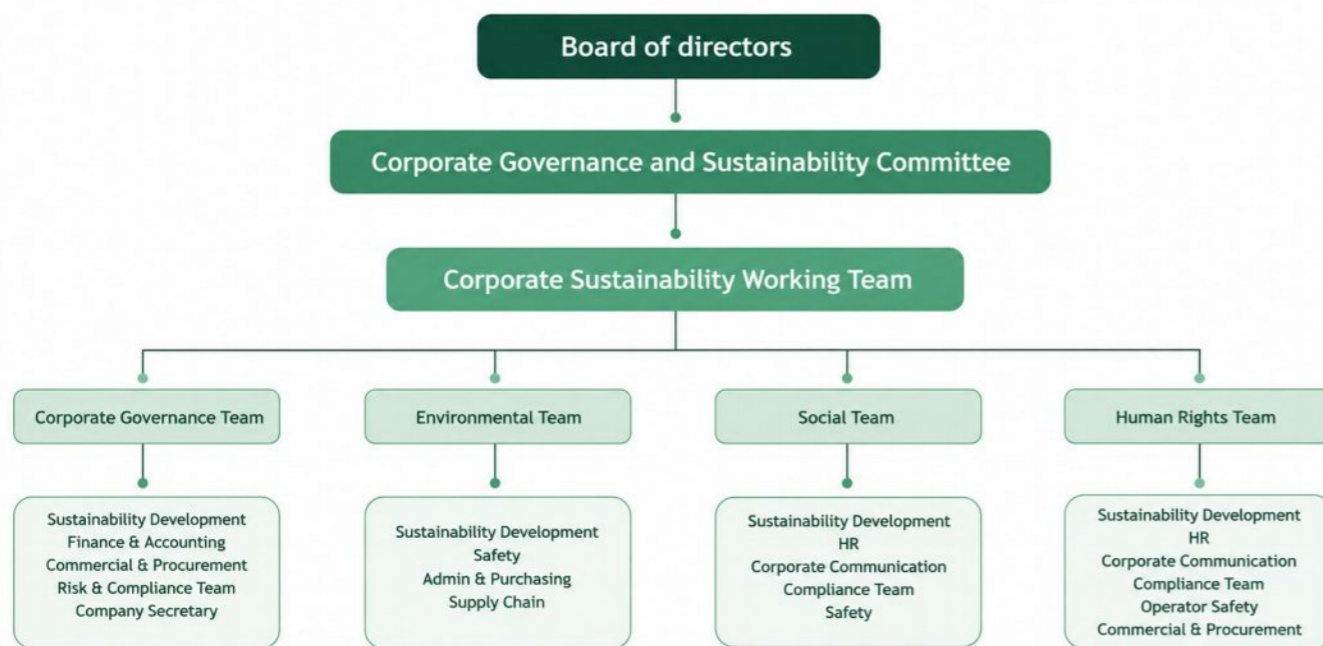 Board of directors
Corporate Governance and Sustainability Committee
Corporate Sustainability Working Team
Corporate Governance Team
Environmental Team
Social Team
Human Rights Team
Sustainability Development
Finance & Accounting
Commercial & Procurement
Risk & Compliance Team
Company Secretary
Sustainability Development
Safety
Admin & Purchasing
Supply Chain
Sustainability Development
HR
Corporate Communication
Compliance Team
Safety
Sustainability Development
HR
Corporate Communication
Compliance Team
Operator Safety
Commercial & Procurement